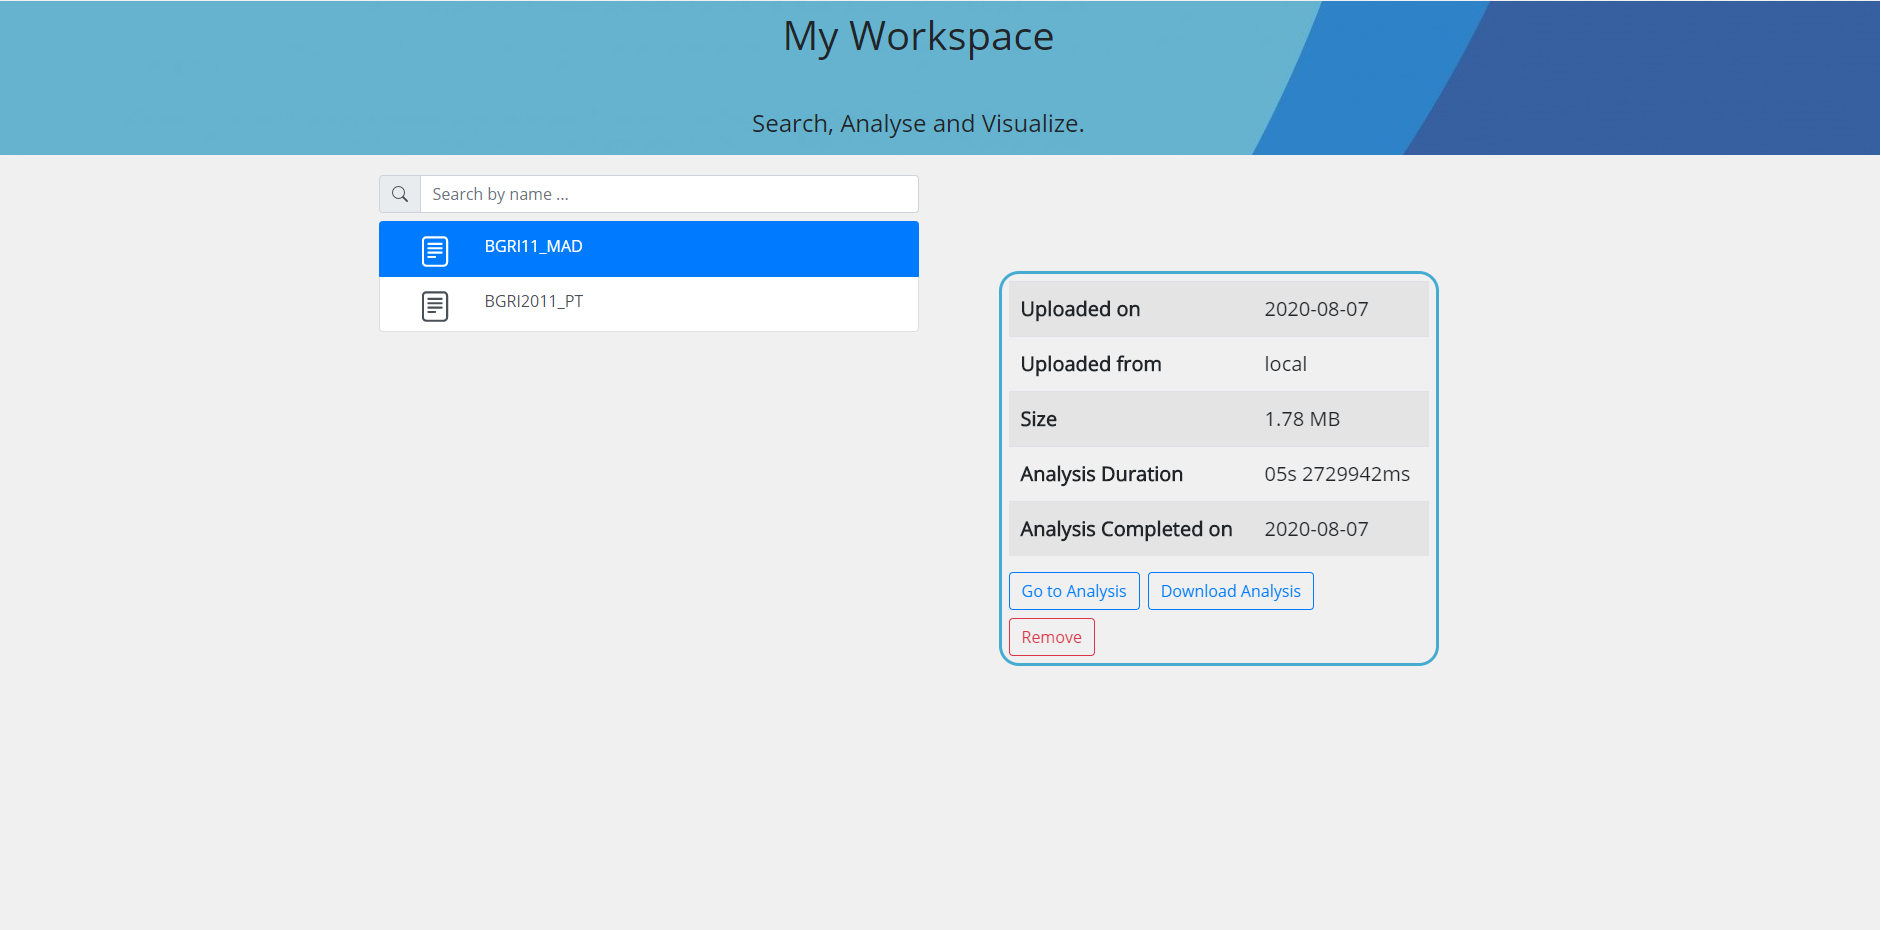 My Workspace
Search, Analyse and Visualize.
Search by name ...
BGRI11_MAD
BGRI2011_PT
Uploaded on 2020-08-07
Uploaded from local
Size 1.78 MB
Analysis Duration 05s 2729942ms
Analysis Completed on 2020-08-07
Go to Analysis Download Analysis
Remove